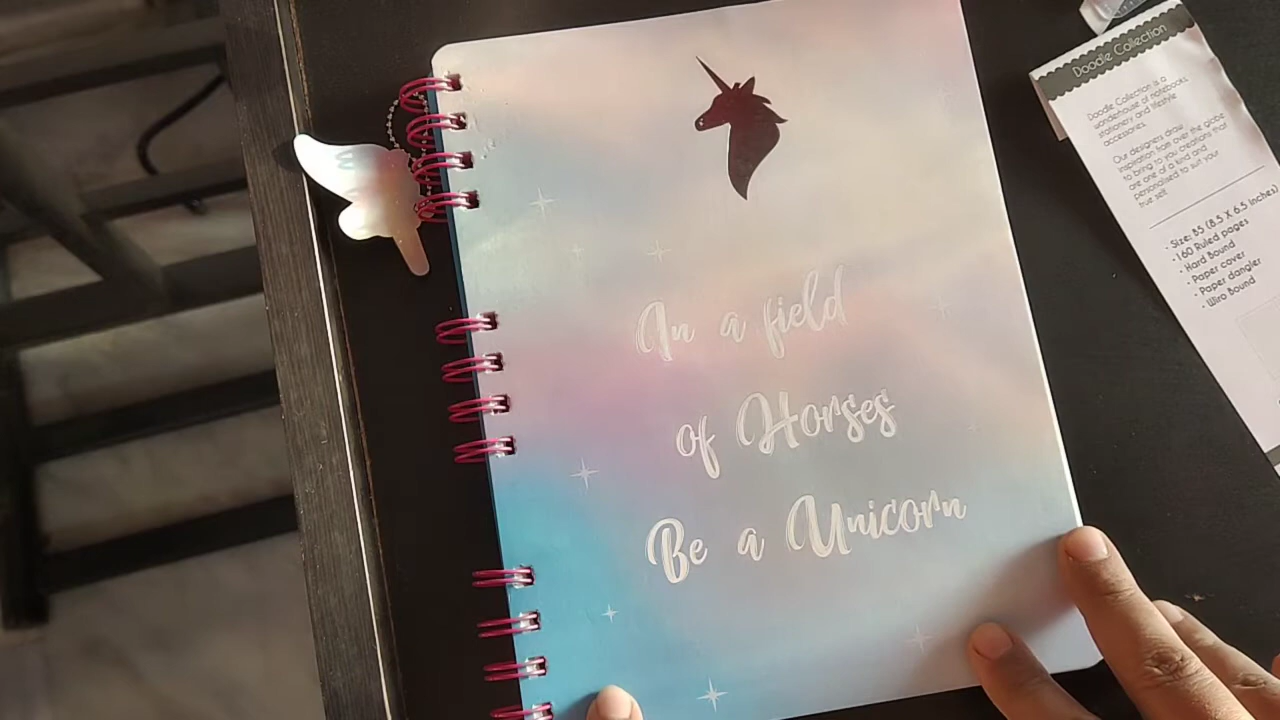 In a field
of Horses
Be a Unicorn
Doodle Collection
Doodle Collection is a
wonderhouse of notebooks,
stationery and lifestyle
accessories.
Our designers draw
inspiration from over the globe
to bring to you creations that
are one of a kind and
personalised to suit your
true self.
• Size: B5 (8.5 X 6.5 inches)
• 160 Ruled pages
• Hard Bound
• Paper cover
• Paper dangler
• Wiro Bound